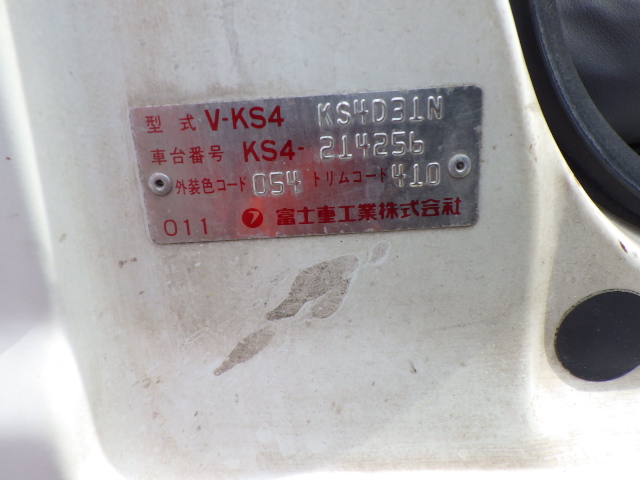 型式 V-KS4 KS4D31N
車台番号 KS4-214256
外装色コード 054 トリムコード 410
011 富士重工業株式会社